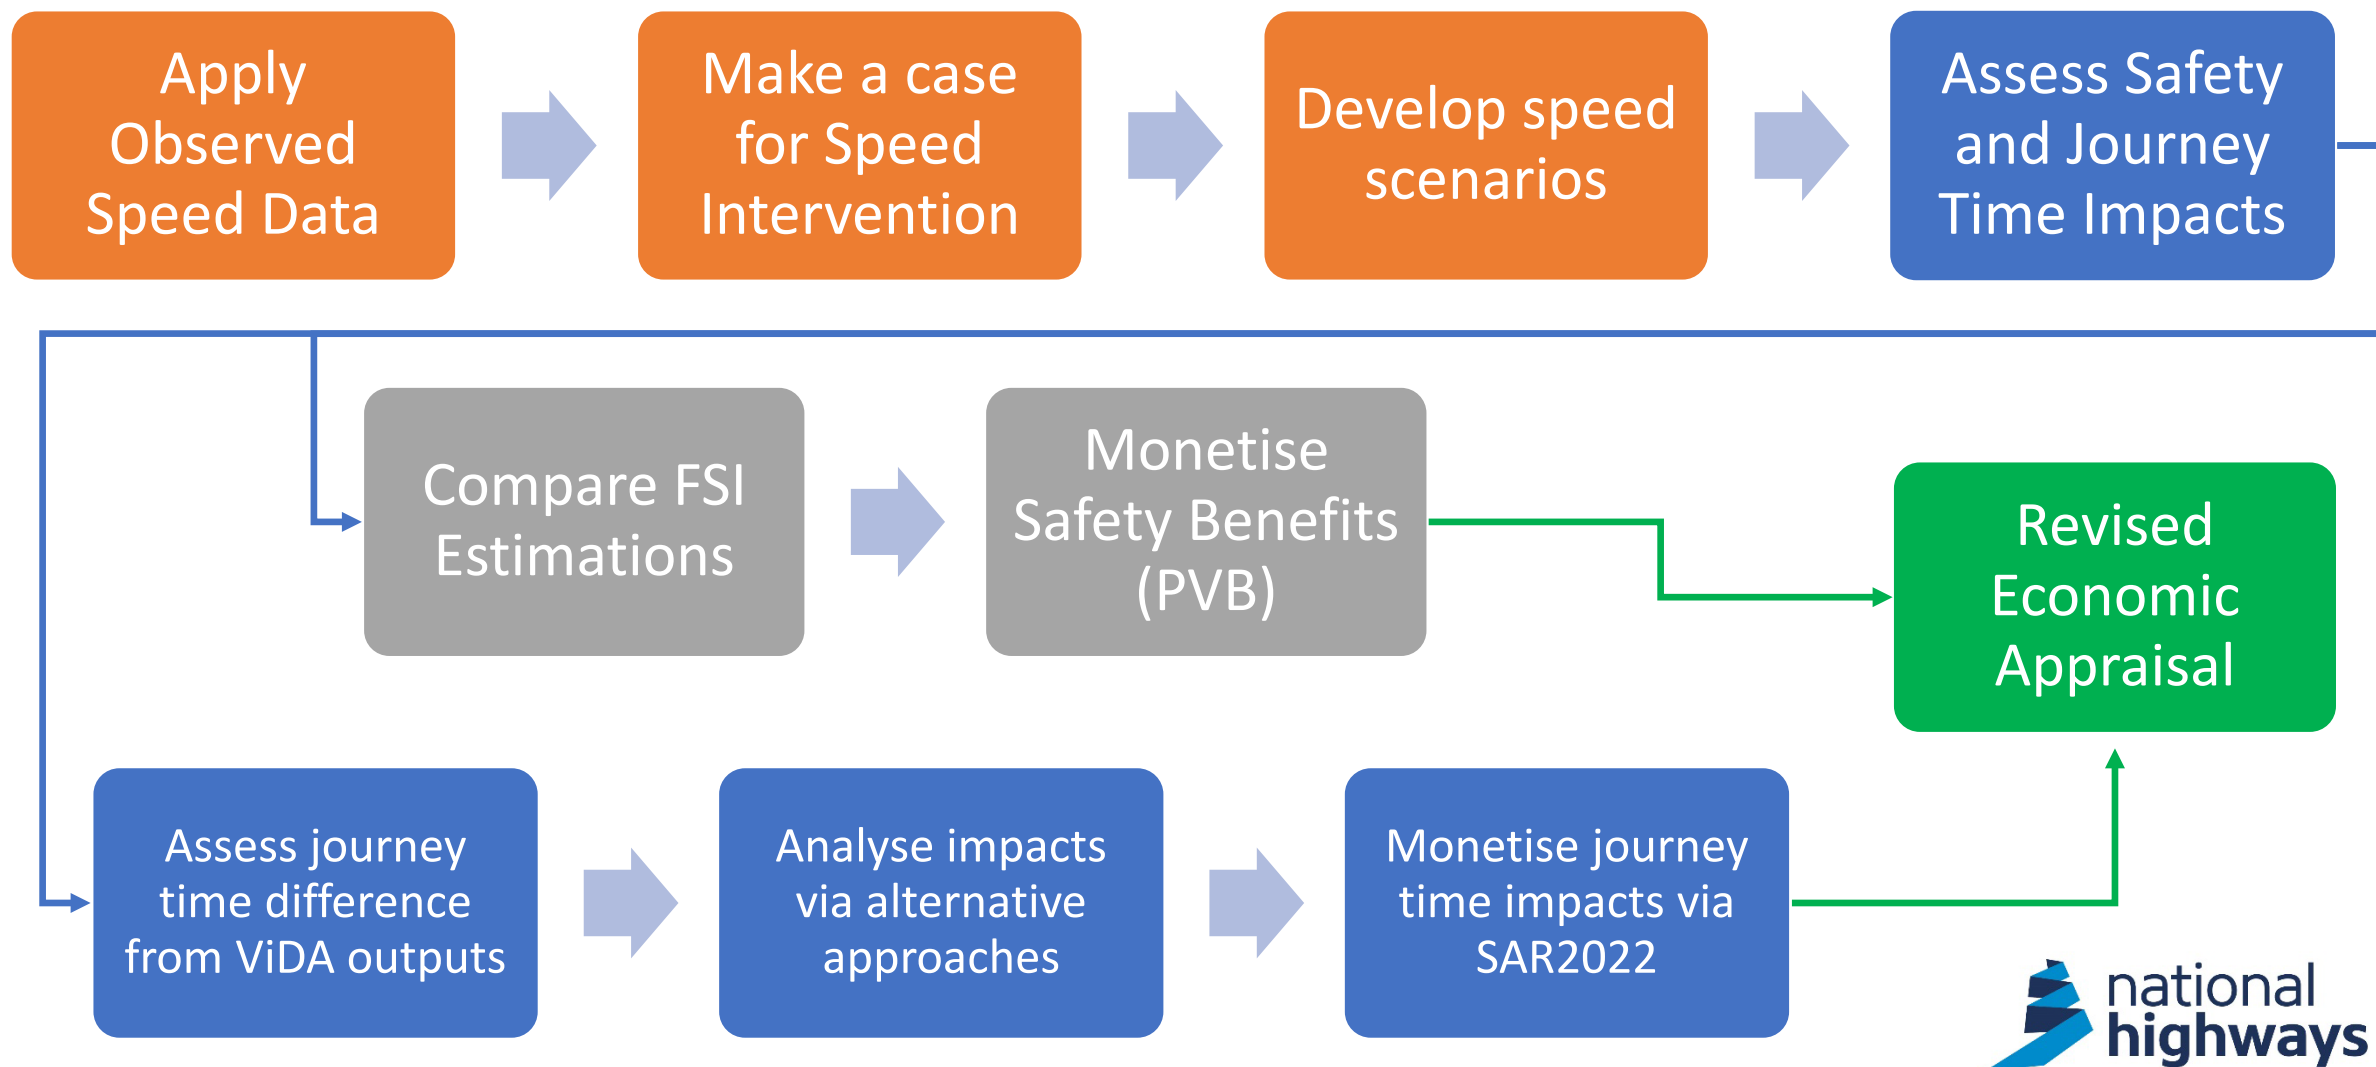 Apply
Observed
Speed Data
Make a case
for Speed
Intervention
Develop speed
scenarios
Assess Safety
and Journey
Time Impacts
Compare FSI
Estimations
Monetise
Safety Benefits
(PVB)
Revised
Economic
Appraisal
Assess journey
time difference
from ViDA outputs
Analyse impacts
via alternative
approaches
Monetise journey
time impacts via
SAR2022
national
highways